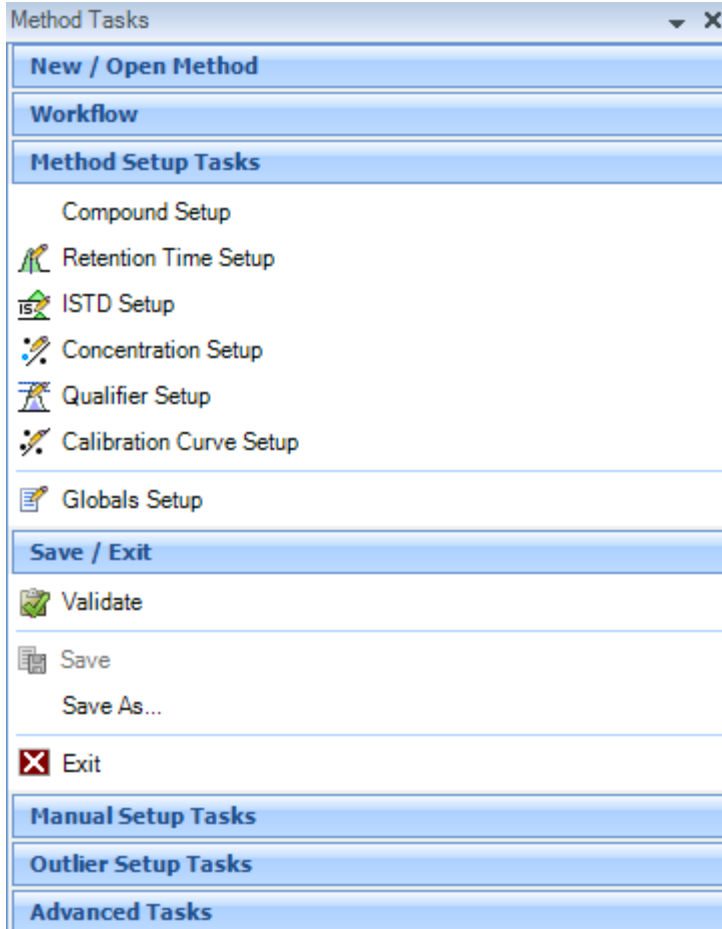 Method Tasks
New / Open Method
Workflow
Method Setup Tasks
Compound Setup
Retention Time Setup
ISTD Setup
Concentration Setup
Qualifier Setup
Calibration Curve Setup
Globals Setup
Save / Exit
Validate
Save
Save As...
Exit
Manual Setup Tasks
Outlier Setup Tasks
Advanced Tasks